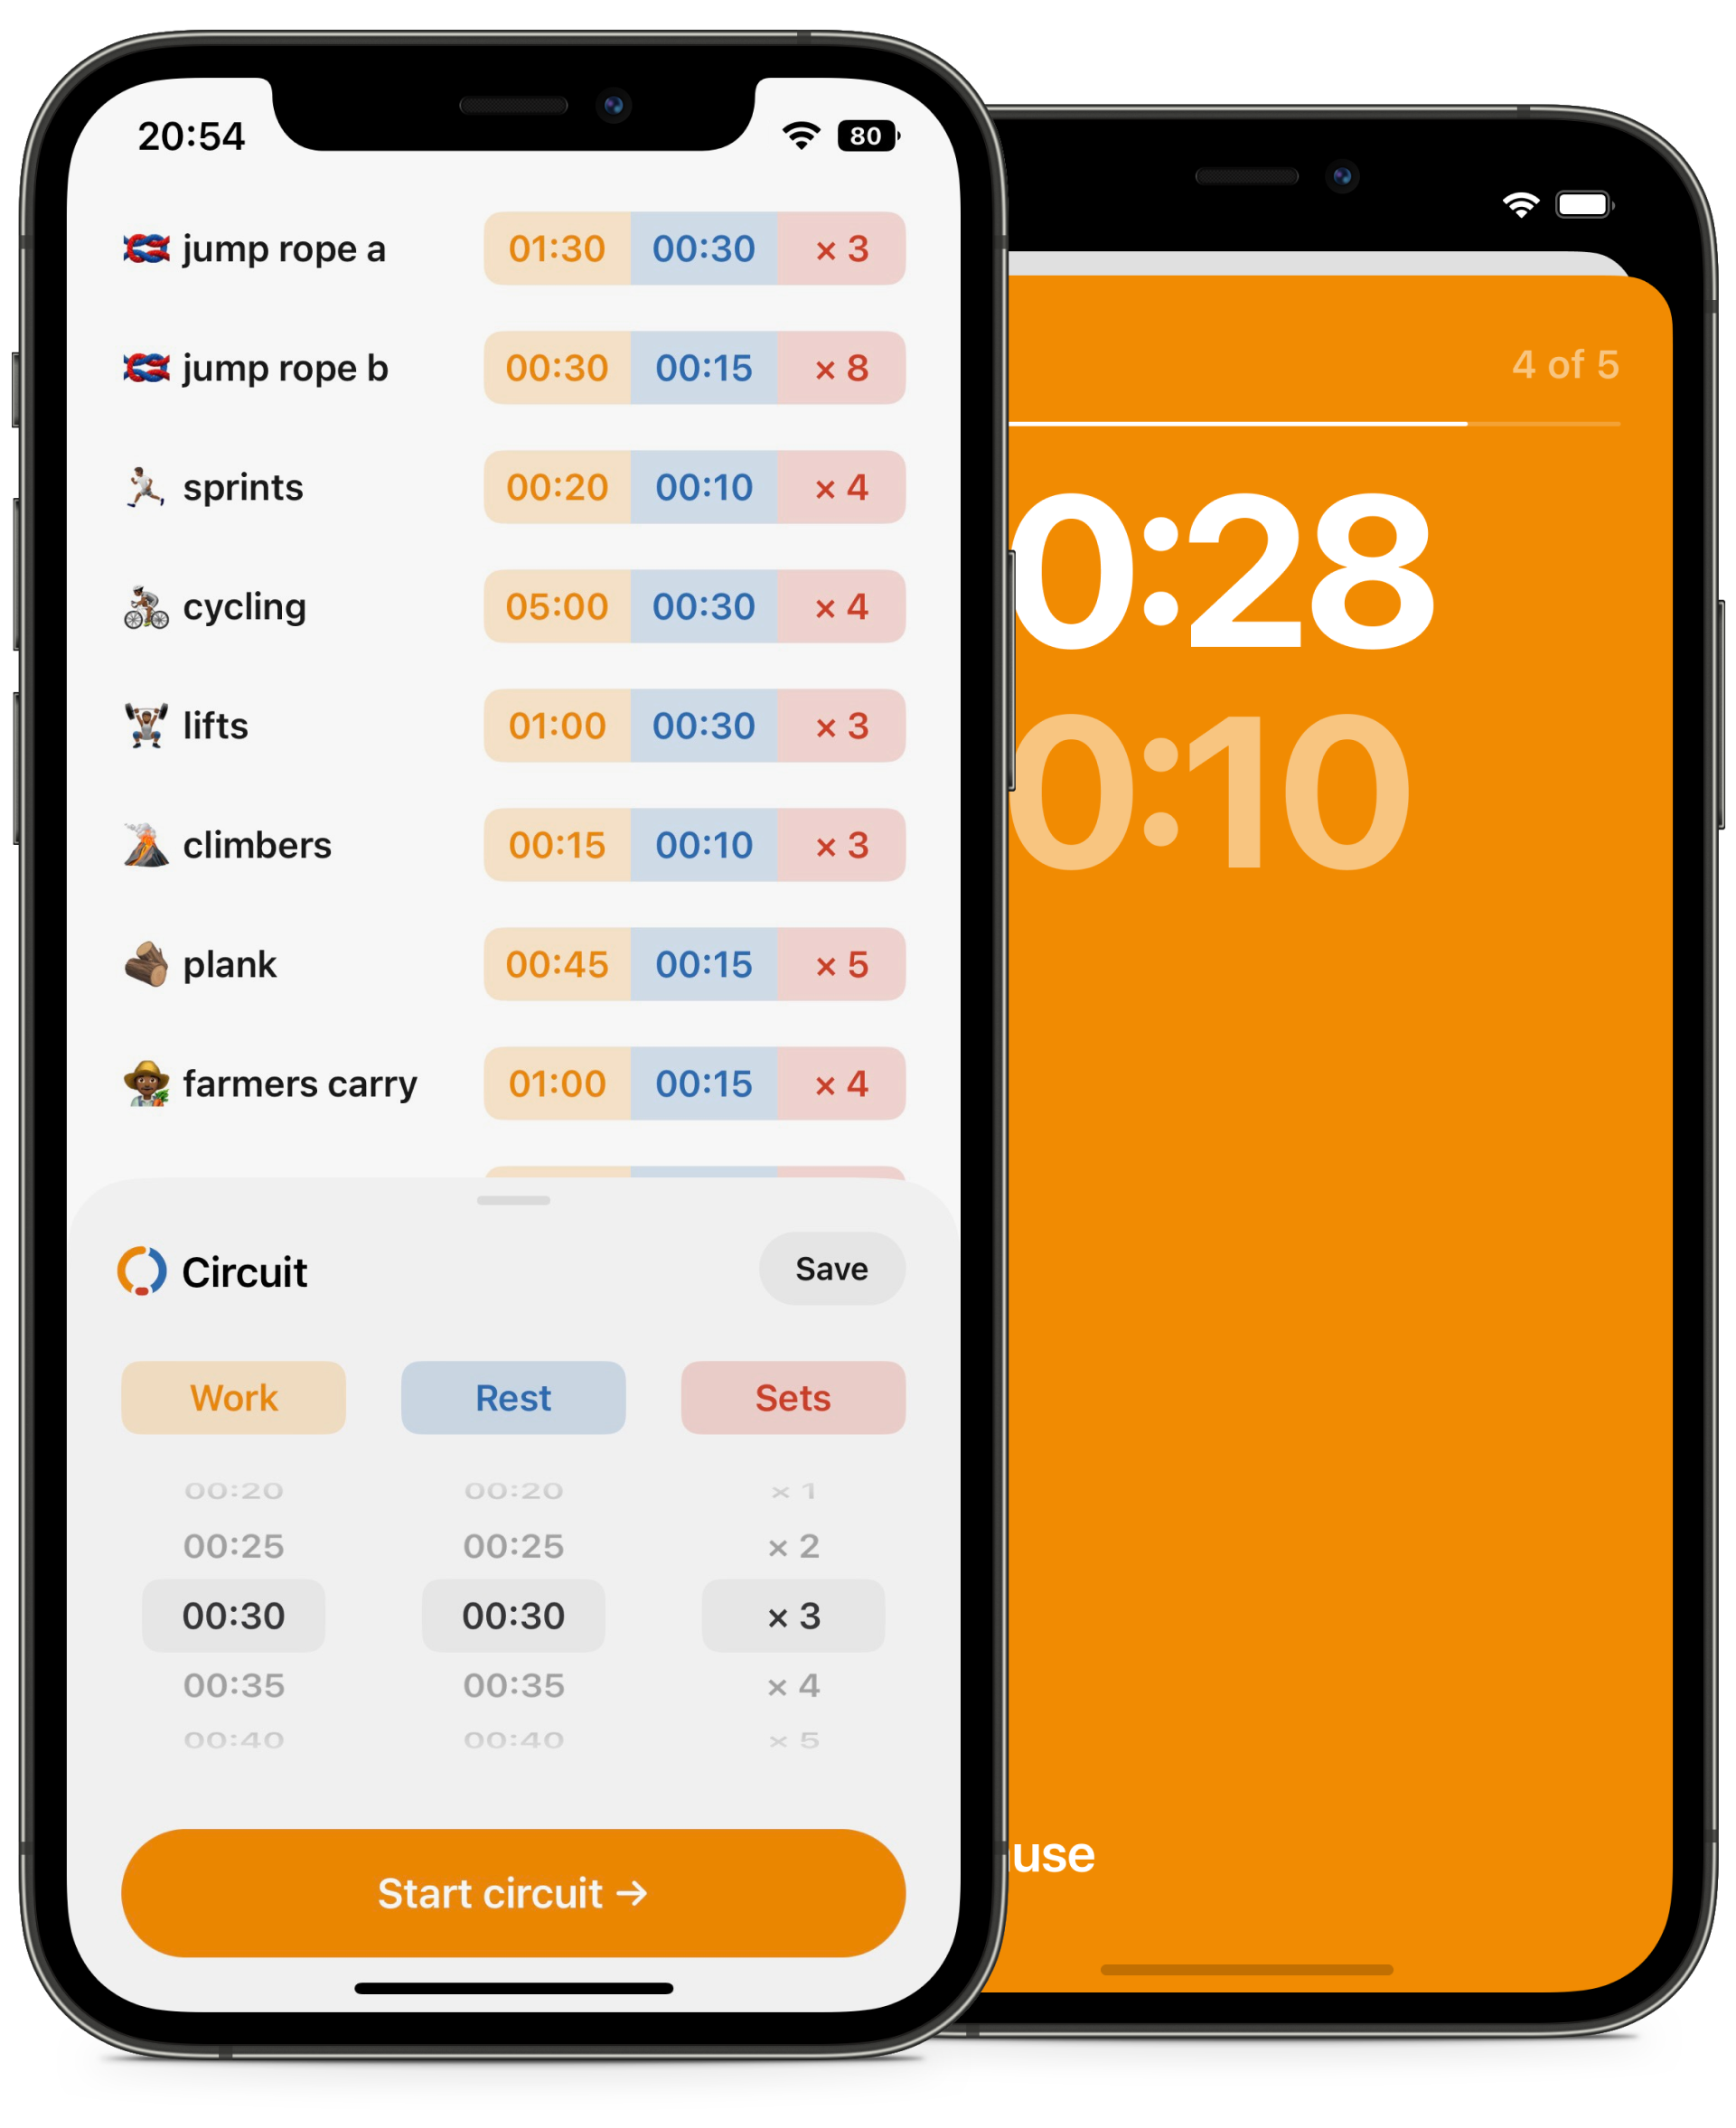 20:54
80
jump rope a 01:30 00:30 × 3
jump rope b 00:30 00:15 × 8
sprints 00:20 00:10 × 4
cycling 05:00 00:30 × 4
lifts 01:00 00:30 × 3
climbers 00:15 00:10 × 3
plank 00:45 00:15 × 5
farmers carry 01:00 00:15 × 4
Circuit Save
Work Rest Sets
00:20 00:20 × 1
00:25 00:25 × 2
00:30 00:30 × 3
00:35 00:35 × 4
00:40 00:40 × 5
Start circuit →
4 of 5
0:28
0:10
use